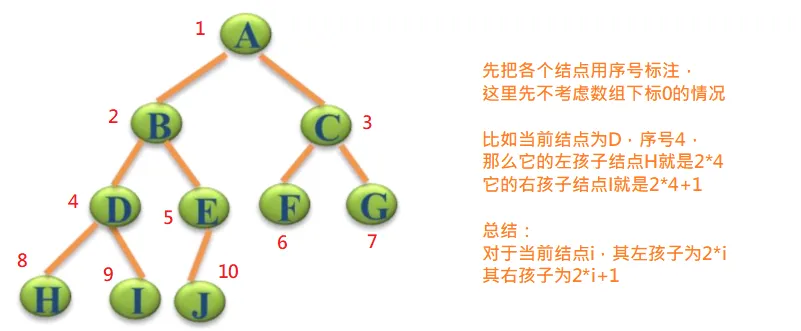 1
A
2
B
C
3
4
D
5
E
F
G
6
7
8
9
10
H
I
J
先把各个结点用序号标注．
这里先不考虑数组下标0的情况
比如当前结点为D．序号4．
那么它的左孩子结点H就是2*4
它的右孩子结点I就是2*4+1
总结：
对于当前结点i．其左孩子为2*i
其右孩子为2*i+1